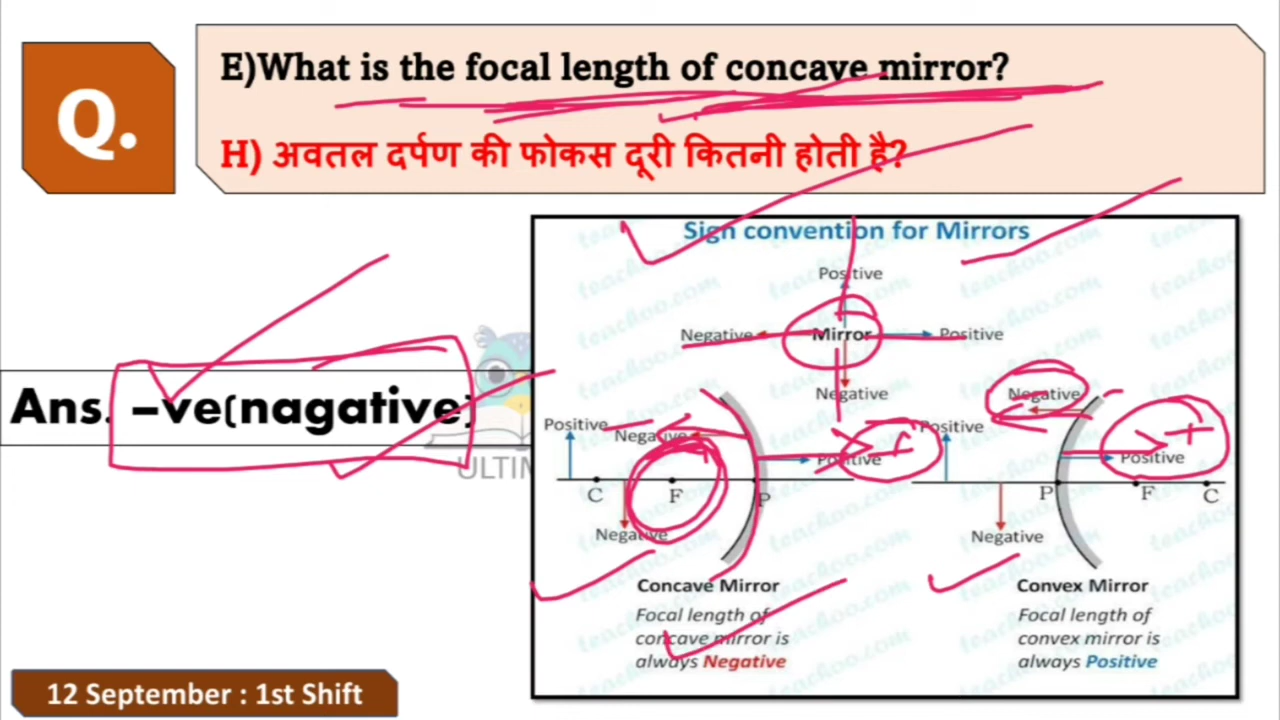 Q.
E)What is the focal length of concave mirror?
H) अवतल दर्पण की फोकस दूरी कितनी होती है?
Ans. –ve(nagative)
ULTIM
Sign convention for Mirrors
Positive
Negative Mirror Positive
Negative
Positive
Negative
Positive
C F P
Negative
Concave Mirror
Focal length of
concave mirror is
always Negative
Negative
Positive
Positive
P F C
Negative
Convex Mirror
Focal length of
convex mirror is
always Positive
12 September : 1st Shift